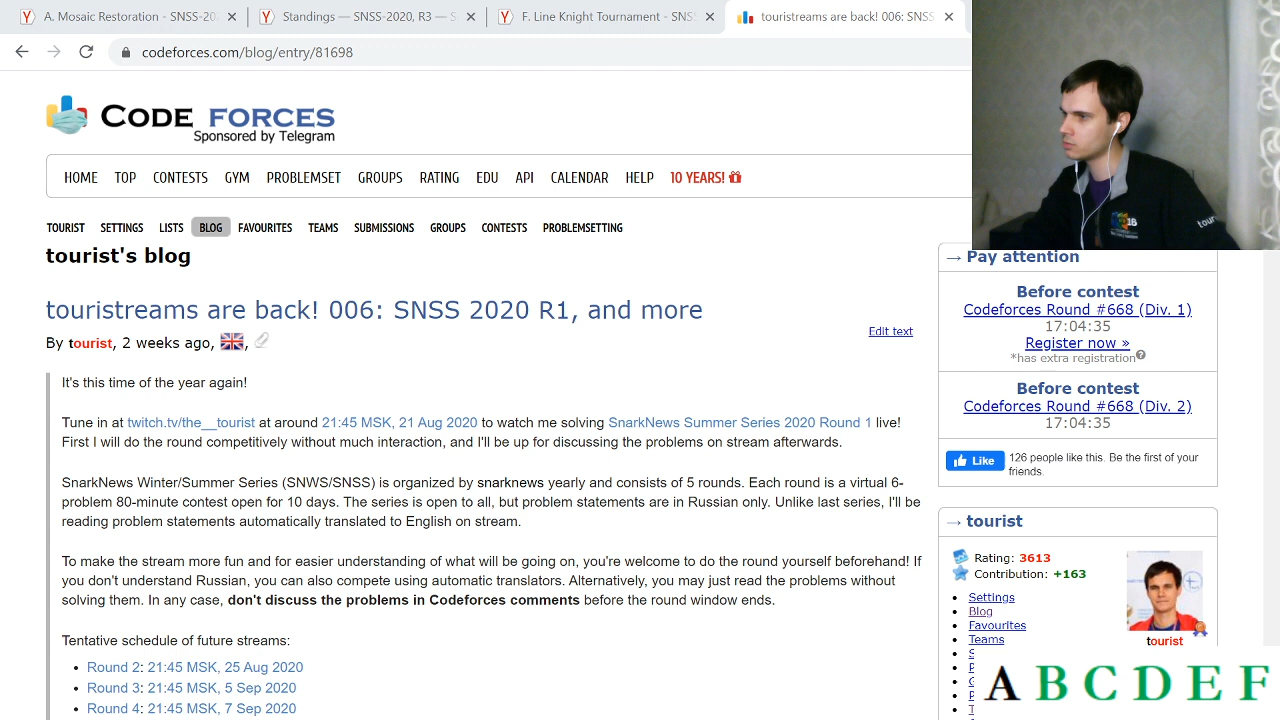 A. Mosaic Restoration - SNSS-20
Standings — SNSS-2020, R3 — S
F. Line Knight Tournament - SNS
touristreams are back! 006: SNSS
codeforces.com/blog/entry/81698
CODE FORCES
Sponsored by Telegram
HOME TOP CONTESTS GYM PROBLEMSET GROUPS RATING EDU API CALENDAR HELP 10 YEARS!
TOURIST SETTINGS LISTS BLOG FAVOURITES TEAMS SUBMISSIONS GROUPS CONTESTS PROBLEMSETTING
tourist's blog
touristreams are back! 006: SNSS 2020 R1, and more
By tourist, 2 weeks ago,
Edit text
It's this time of the year again!
Tune in at twitch.tv/the__tourist at around 21:45 MSK, 21 Aug 2020 to watch me solving SnarkNews Summer Series 2020 Round 1 live!
First I will do the round competitively without much interaction, and I'll be up for discussing the problems on stream afterwards.
SnarkNews Winter/Summer Series (SNWS/SNSS) is organized by snarknews yearly and consists of 5 rounds. Each round is a virtual 6-
problem 80-minute contest open for 10 days. The series is open to all, but problem statements are in Russian only. Unlike last series, I'll be
reading problem statements automatically translated to English on stream.
To make the stream more fun and for easier understanding of what will be going on, you're welcome to do the round yourself beforehand! If
you don't understand Russian, you can also consider using automatic translators. Alternatively, you may just read the problems without
solving them. In any case, don't discuss the problems in Codeforces comments before the round window ends.
Tentative schedule of future streams:
Round 2: 21:45 MSK, 25 Aug 2020
Round 3: 21:45 MSK, 5 Sep 2020
Round 4: 21:45 MSK, 7 Sep 2020
→ Pay attention
Before contest
Codeforces Round #668 (Div. 1)
17:04:35
Register now »
*has extra registration
Before contest
Codeforces Round #668 (Div. 2)
17:04:35
Like
126 people like this. Be the first of your
friends.
→ tourist
Rating: 3613
Contribution: +163
Settings
Blog
Favourites
Teams
tourist
A B C D E F